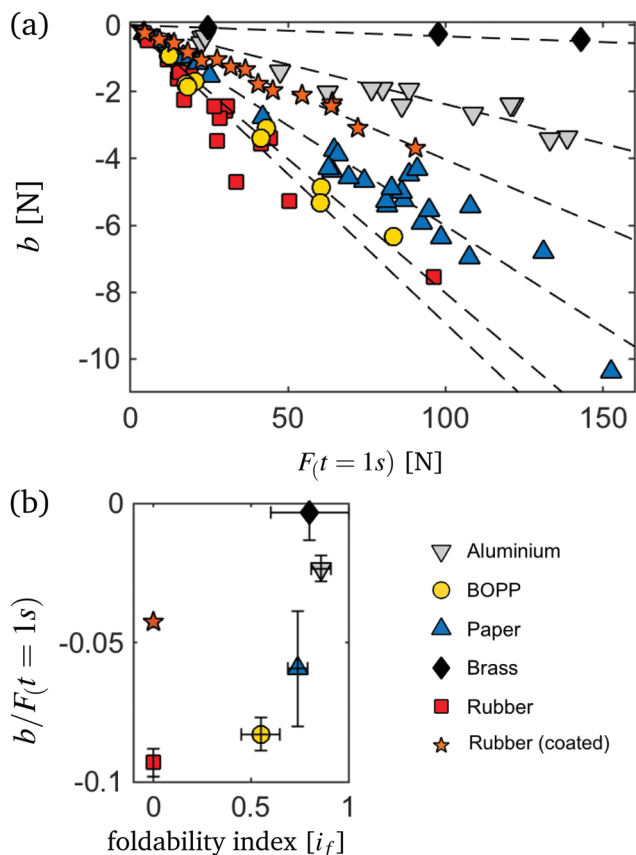 (a)
0
-2
-4
-6
-8
-10
b [N]
0 50 100 150
F(t = 1s) [N]
(b)
0
-0.05
-0.1
b/F(t = 1s)
0 0.5 1
foldability index [i_f]
Aluminium
BOPP
Paper
Brass
Rubber
Rubber (coated)